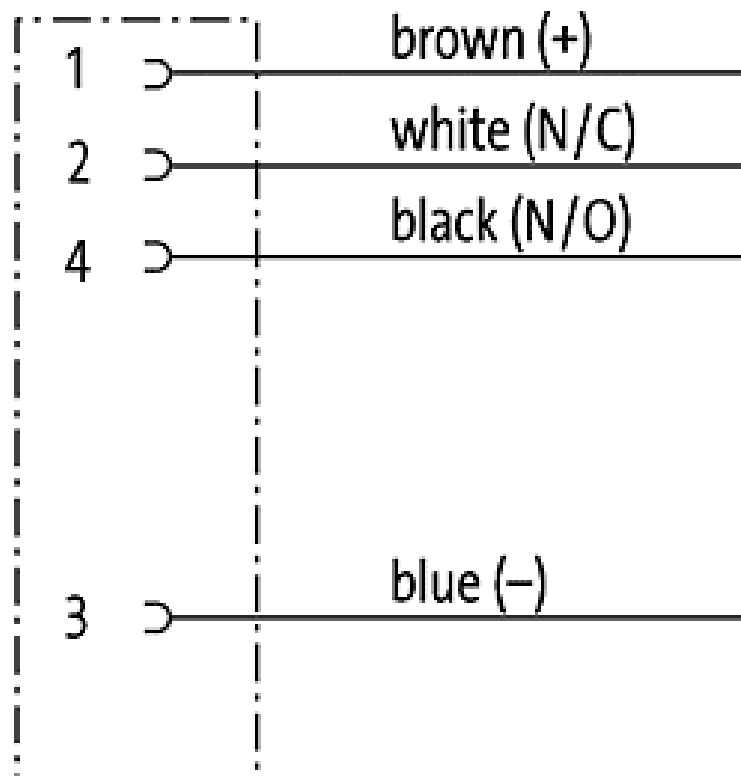 1 brown (+)
2 white (N/C)
4 black (N/O)
3 blue (–)